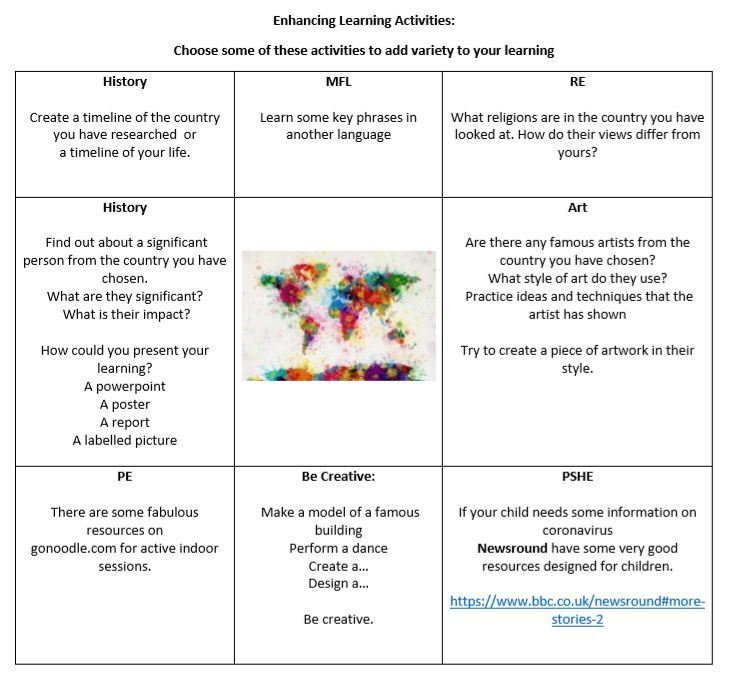 Enhancing Learning Activities:
Choose some of these activities to add variety to your learning
History
Create a timeline of the country
you have researched or
a timeline of your life.
MFL
Learn some key phrases in
another language
RE
What religions are in the country you have
looked at. How do their views differ from
yours?
History
Find out about a significant
person from the country you have
chosen.
What are they significant?
What is their impact?
How could you present your
learning?
A powerpoint
A poster
A report
A labelled picture
Art
Are there any famous artists from the
country you have chosen?
What style of art do they use?
Practice ideas and techniques that the
artist has shown
Try to create a piece of artwork in their
style.
PE
There are some fabulous
resources on
gonoodle.com for active indoor
sessions.
Be Creative:
Make a model of a famous
building
Perform a dance
Create a...
Design a...
Be creative.
PSHE
If your child needs some information on
coronavirus
Newsround have some very good
resources designed for children.
https://www.bbc.co.uk/newsround#more-
stories-2